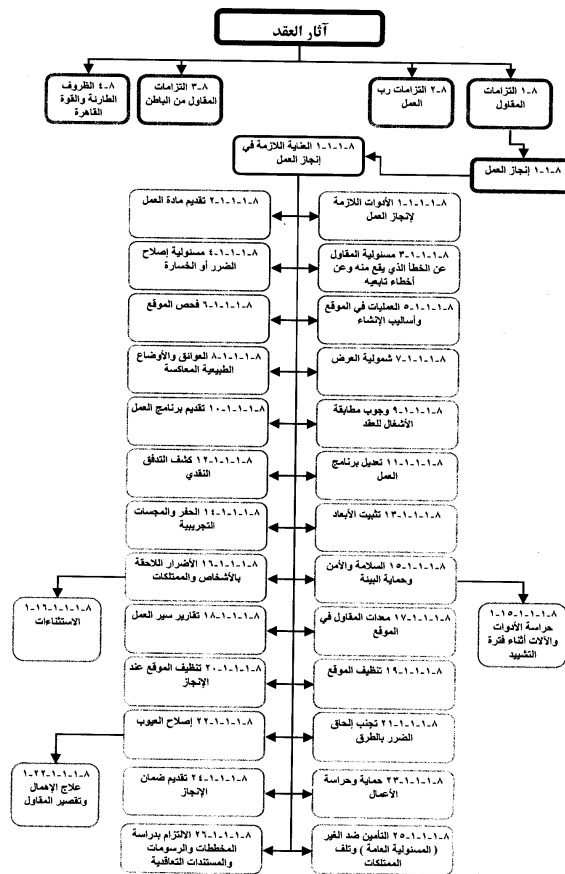 آثار العقد
٨-١ التزامات
المقاول
٨-٢ التزامات رب
العمل
٨-٣ التزامات
المقاول من الباطن
٨-٤ الظروف
الطارئة والقوة
القاهرة
٨-١-١ إنجاز العمل
٨-١-١-١ العناية اللازمة في
إنجاز العمل
٨-١-١-١-١ الأدوات اللازمة
لإنجاز العمل
٨-١-١-١-٢ تقديم مادة العمل
٨-١-١-١-٣ مسئولية المقاول
عن الخطأ الذي يقع منه وعن
أخطاء تابعيه
٨-١-١-١-٤ مسئولية إصلاح
الضرر أو الخسارة
٨-١-١-١-٥ العمليات في الموقع
وأساليب الإنشاء
٨-١-١-١-٦ فحص الموقع
٨-١-١-١-٧ شمولية العرض
٨-١-١-١-٨ العوائق والأوضاع
الطبيعية المعاكسة
٨-١-١-١-٩ وجوب مطابقة
الأشغال للعقد
٨-١-١-١-١٠ تقديم برنامج العمل
٨-١-١-١-١١ تعديل برنامج
العمل
٨-١-١-١-١٢ كشف التدفق
النقدي
٨-١-١-١-١٣ تثبيت الأبعاد
٨-١-١-١-١٤ الحفر والمجسات
التجريبية
٨-١-١-١-١٥ السلامة والأمن
وحماية البيئة
٨-١-١-١-١٦ الأضرار اللاحقة
بالأشخاص والممتلكات
٨-١-١-١-١٥-١
حراسة الأدوات
والآلات أثناء فترة
التشييد
٨-١-١-١-١٦-١
الاستثناءات
٨-١-١-١-١٧ معدات المقاول في
الموقع
٨-١-١-١-١٨ تقارير سير العمل
٨-١-١-١-١٩ تنظيف الموقع
٨-١-١-١-٢٠ تنظيف الموقع عند
الإنجاز
٨-١-١-١-٢١ تجنب إلحاق
الضرر بالطرق
٨-١-١-١-٢٢ إصلاح العيوب
٨-١-١-١-٢٢-١
علاج الإهمال
وتقصير المقاول
٨-١-١-١-٢٣ حماية وحراسة
الأعمال
٨-١-١-١-٢٤ تقديم ضمان
الإنجاز
٨-١-١-١-٢٥ التأمين ضد الغير
( المسئولية العامة ) وتلف
الممتلكات
٨-١-١-١-٢٦ الالتزام بدراسة
المخططات والرسومات
والمستندات التعاقدية